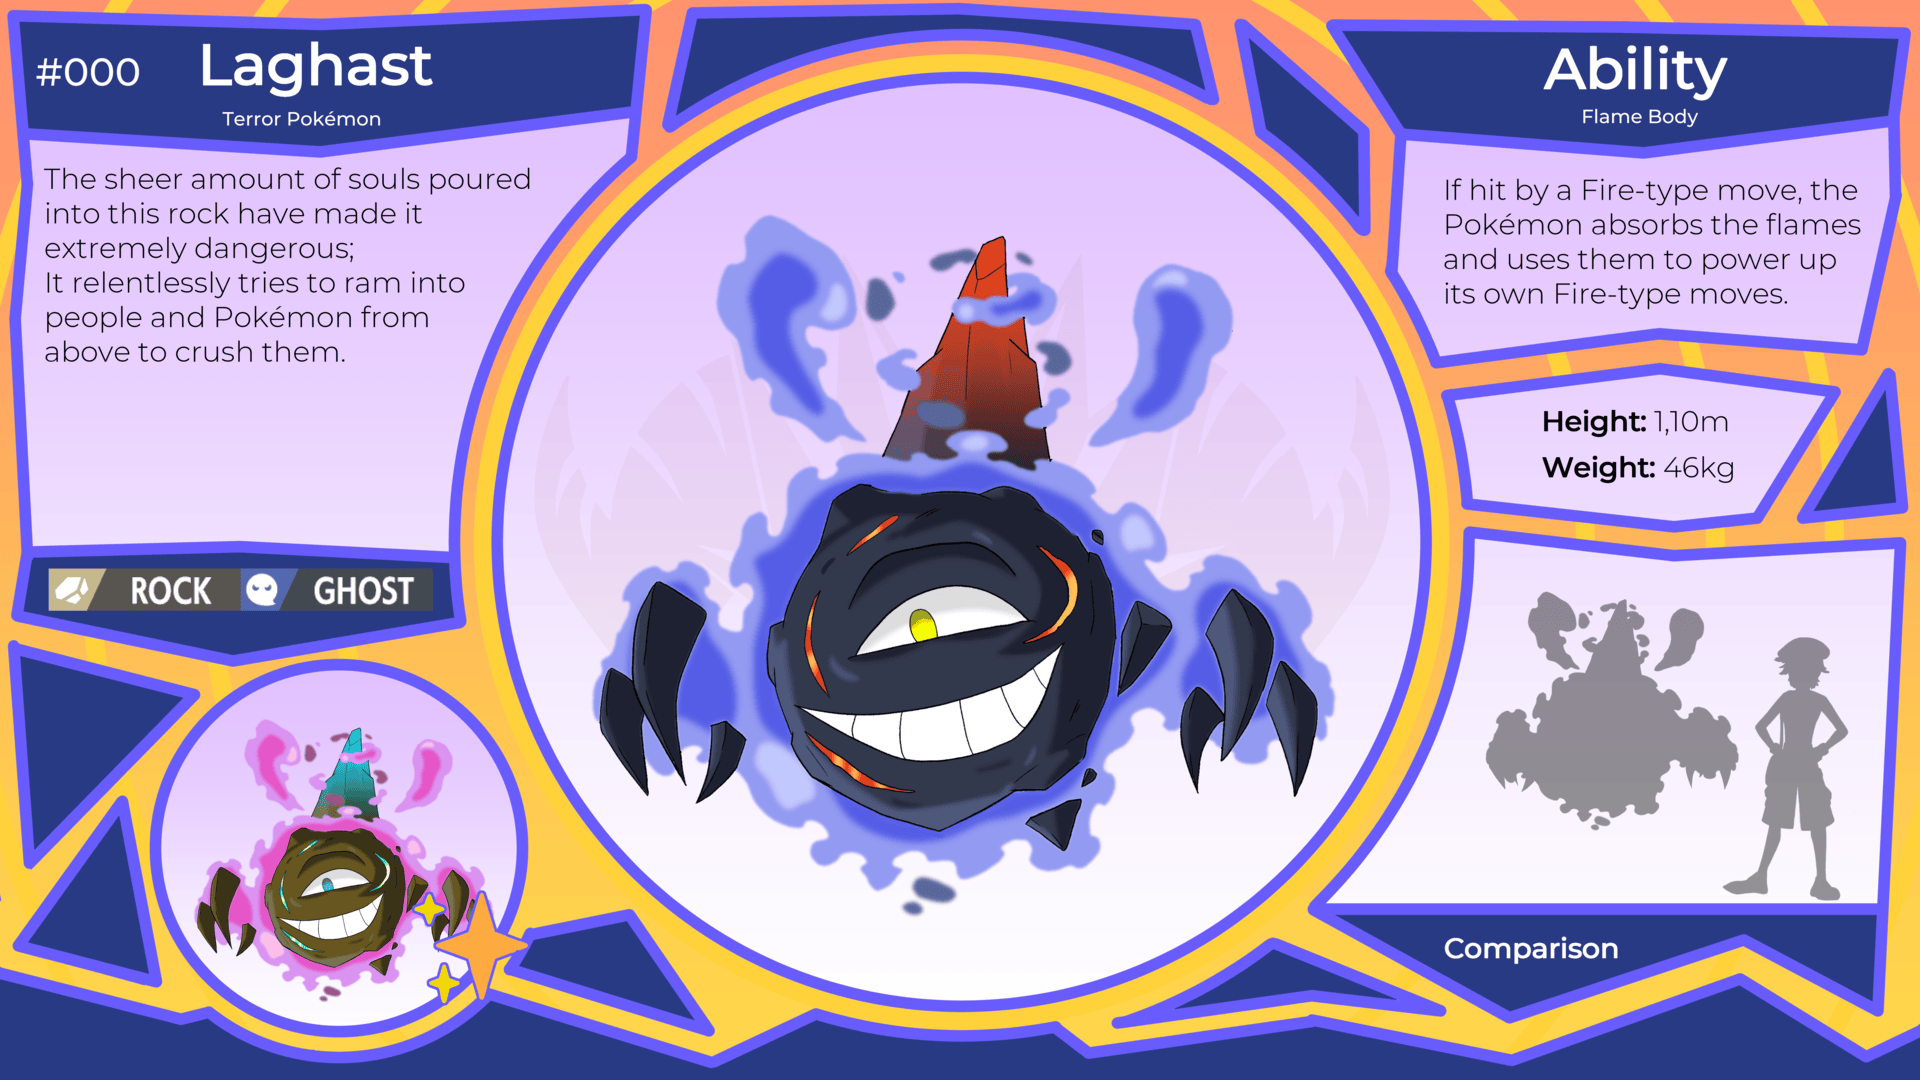 #000 Laghast
Terror Pokémon
The sheer amount of souls poured
into this rock have made it
extremely dangerous;
It relentlessly tries to ram into
people and Pokémon from
above to crush them.
ROCK GHOST
Ability
Flame Body
If hit by a Fire-type move, the
Pokémon absorbs the flames
and uses them to power up
its own Fire-type moves.
Height: 1,10m
Weight: 46kg
Comparison